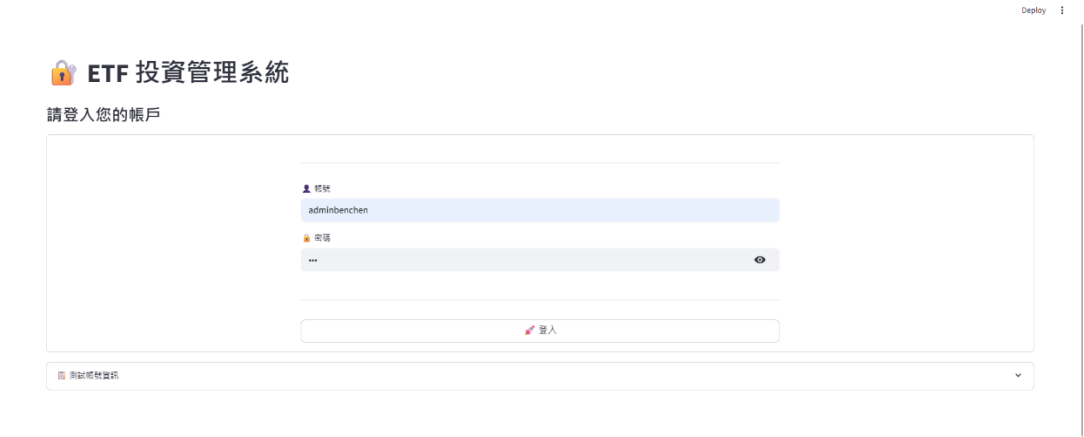 Deploy
ETF 投資管理系統
請登入您的帳戶
帳號
adminbenchen
密碼
•••
登入
測試帳號資訊